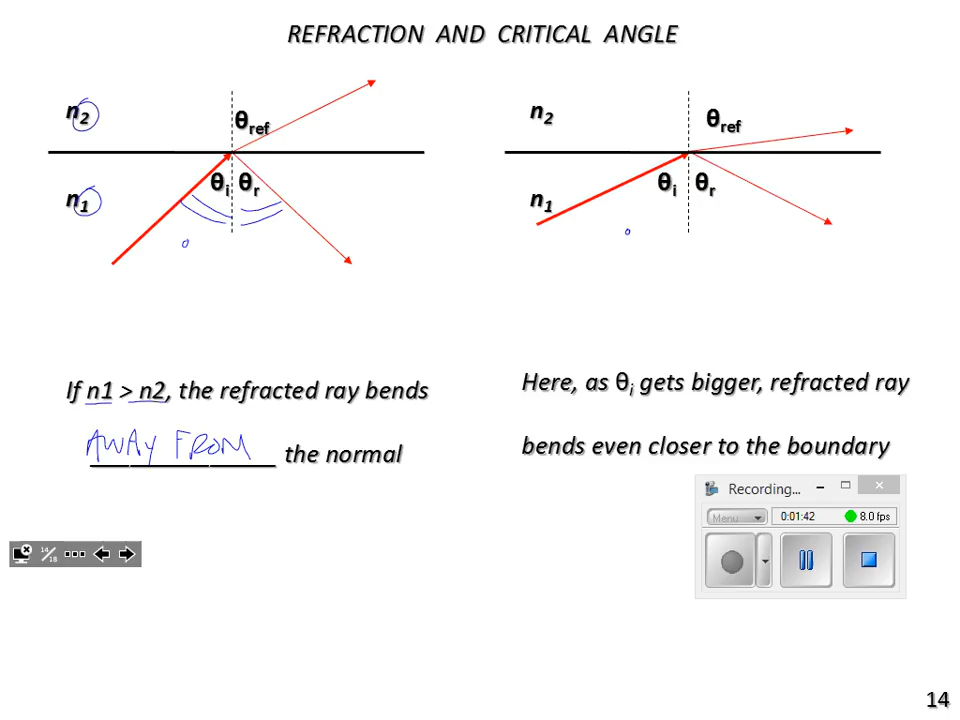 REFRACTION AND CRITICAL ANGLE
n2
θref
θi θr
n1
If n1 > n2, the refracted ray bends
AWAY FROM the normal
n2
θref
θi θr
n1
Here, as θi gets bigger, refracted ray
bends even closer to the boundary
Recording...
Menu 0:01:42 8.0 fps
14/18
14